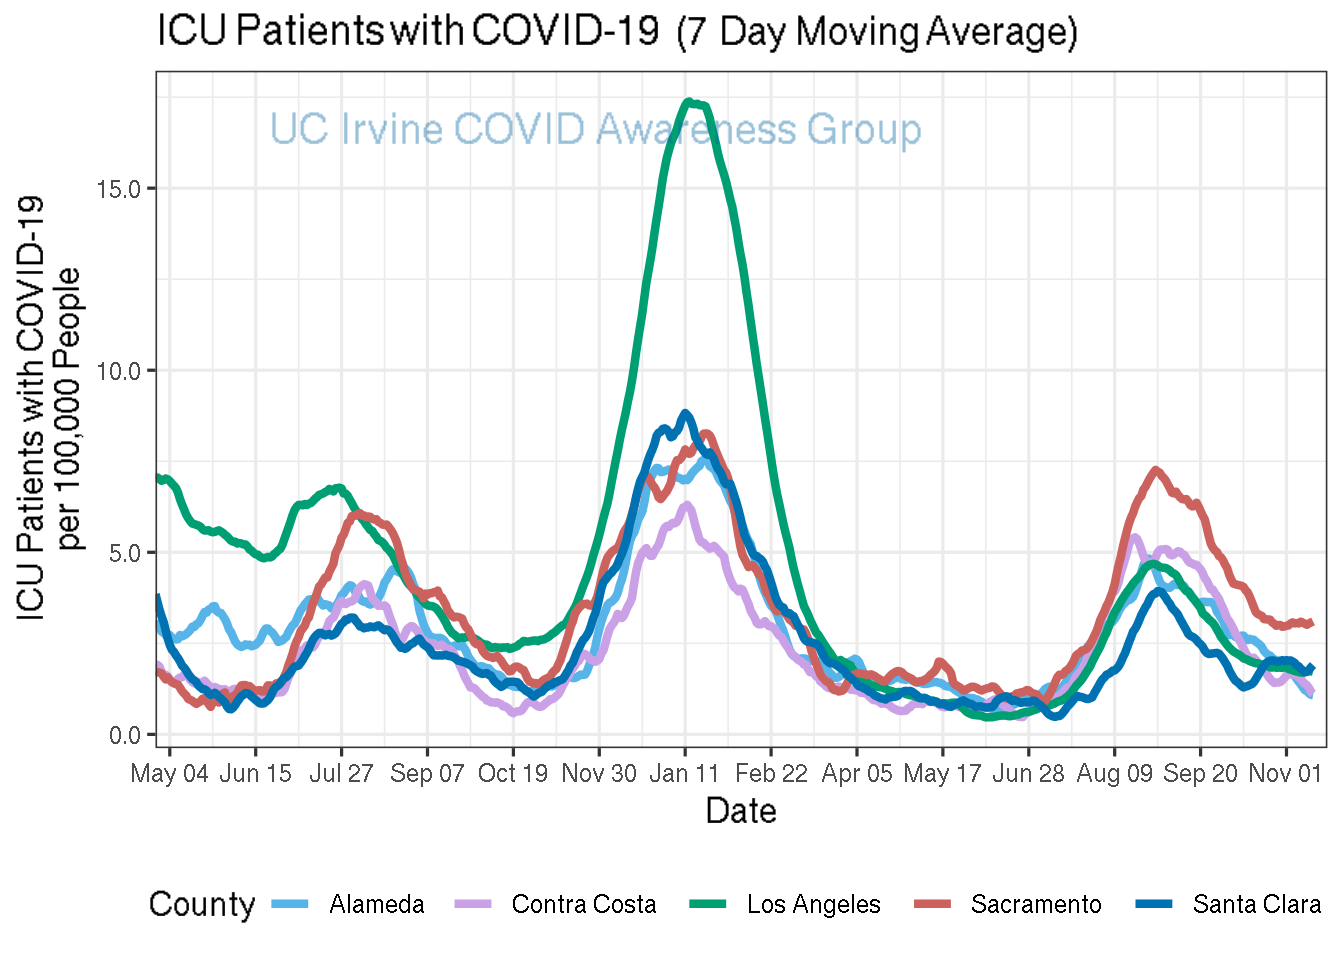 ICU Patients with COVID-19 (7 Day Moving Average)
UC Irvine COVID Awareness Group
ICU Patients with COVID-19
per 100,000 People
15.0
10.0
5.0
0.0
May 04 Jun 15 Jul 27 Sep 07 Oct 19 Nov 30 Jan 11 Feb 22 Apr 05 May 17 Jun 28 Aug 09 Sep 20 Nov 01
Date
County Alameda Contra Costa Los Angeles Sacramento Santa Clara